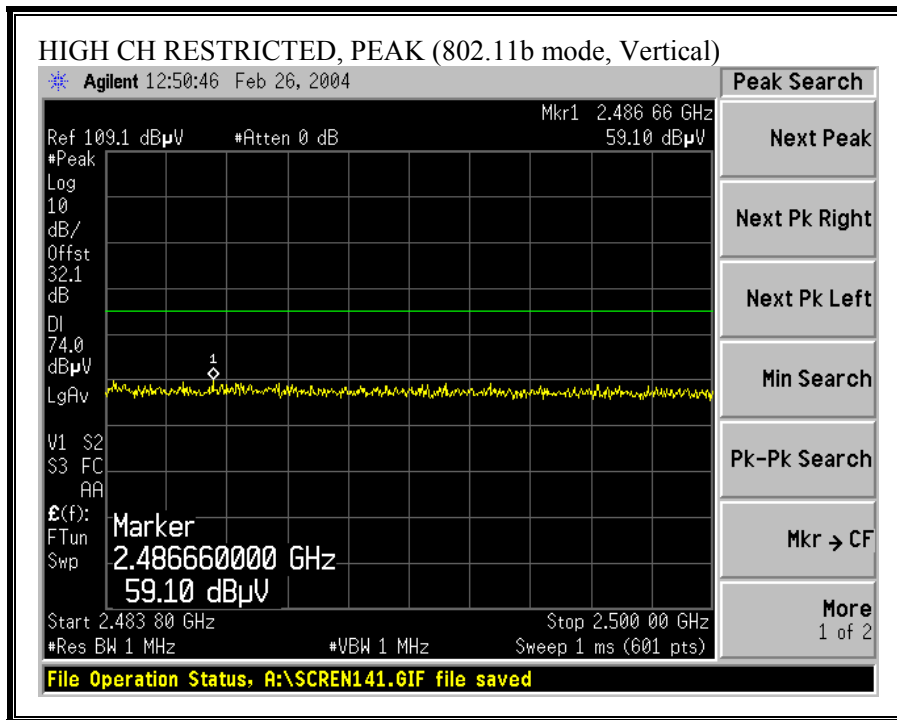 HIGH CH RESTRICTED, PEAK (802.11b mode, Vertical)
Agilent 12:50:46 Feb 26, 2004
Peak Search
Mkr1 2.486 66 GHz
Ref 109.1 dBµV #Atten 0 dB 59.10 dBµV
#Peak
Log
10
dB/
Offst
32.1
dB
DI
74.0
dBµV
LgAv
1
V1 S2
S3 FC
AA
£(f):
FTun
Swp
Marker
2.486660000 GHz
59.10 dBµV
Start 2.483 80 GHz Stop 2.500 00 GHz
#Res BW 1 MHz #VBW 1 MHz Sweep 1 ms (601 pts)
Next Peak
Next Pk Right
Next Pk Left
Min Search
Pk-Pk Search
Mkr → CF
More
1 of 2
File Operation Status, A:\SCREN141.GIF file saved